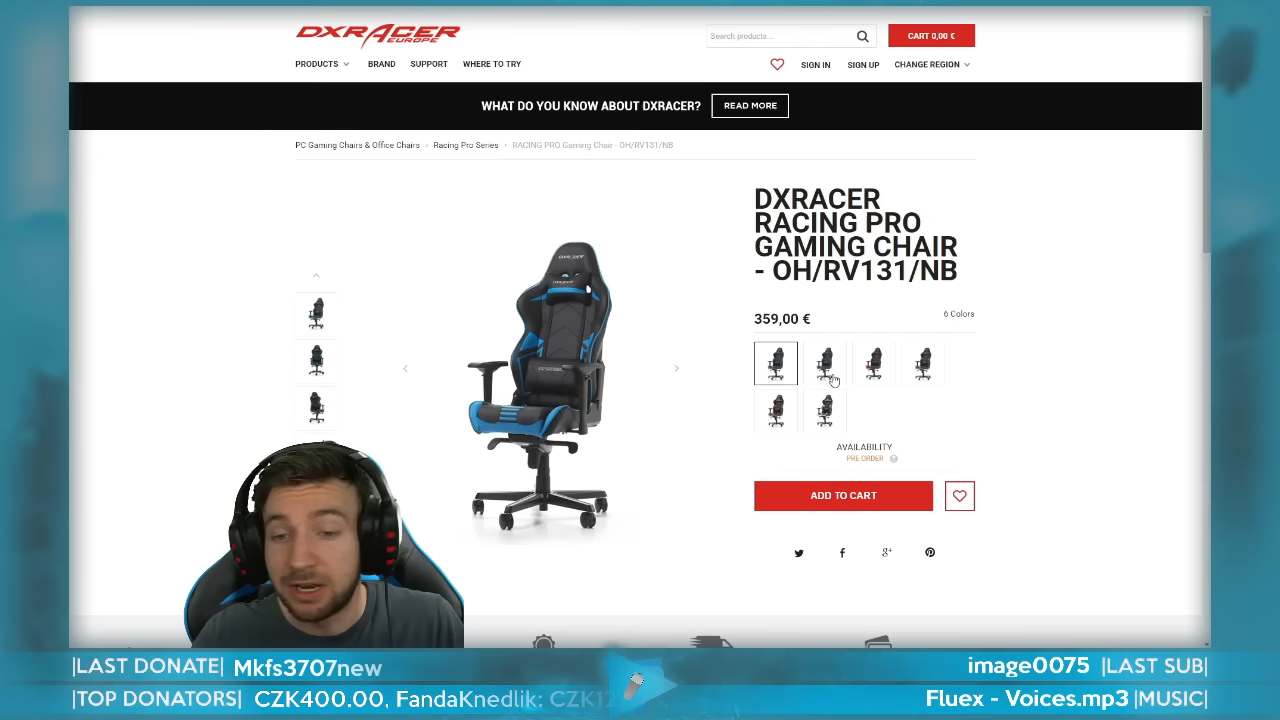 DXRACER
EUROPE
Search products...
CART 0,00 €
PRODUCTS
BRAND
SUPPORT
WHERE TO TRY
SIGN IN
SIGN UP
CHANGE REGION
WHAT DO YOU KNOW ABOUT DXRACER?
READ MORE
PC Gaming Chairs & Office Chairs › Racing Pro Series › RACING PRO Gaming Chair - OH/RV131/NB
DXRACER
RACING PRO
GAMING CHAIR
- OH/RV131/NB
359,00 €
6 Colors
AVAILABILITY
PRE ORDER
ADD TO CART
|LAST DONATE| Mkfs3707new
image0075 |LAST SUB|
|TOP DONATORS| CZK400.00, FandaKnedlik: CZK12
Fluex - Voices.mp3 |MUSIC|